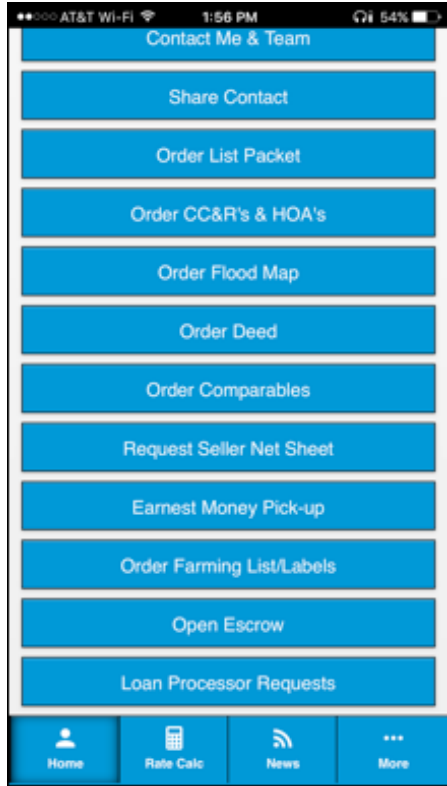 AT&T Wi-Fi 1:56 PM 54%
Contact Me & Team
Share Contact
Order List Packet
Order CC&R's & HOA's
Order Flood Map
Order Deed
Order Comparables
Request Seller Net Sheet
Earnest Money Pick-up
Order Farming List/Labels
Open Escrow
Loan Processor Requests
Home Rate Calc News More